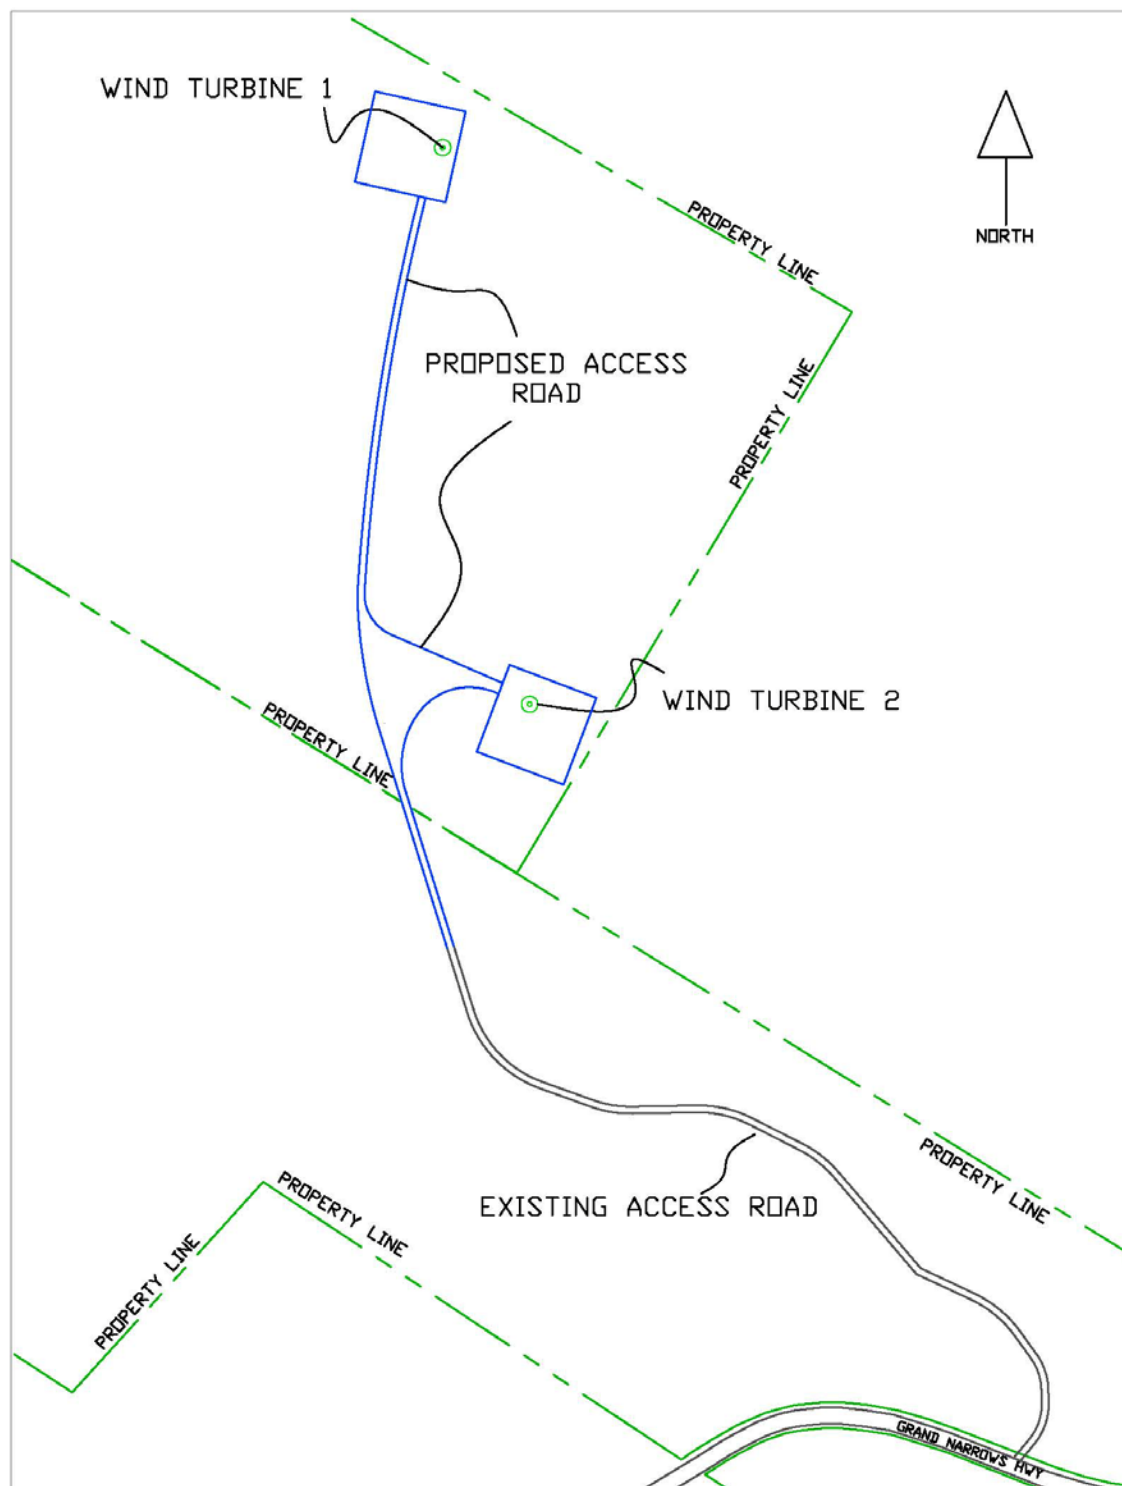 WIND TURBINE 1
PROPERTY LINE
NORTH
PROPOSED ACCESS
ROAD
PROPERTY LINE
WIND TURBINE 2
PROPERTY LINE
PROPERTY LINE
EXISTING ACCESS ROAD
PROPERTY LINE
PROPERTY LINE
GRAND NARROWS HWY